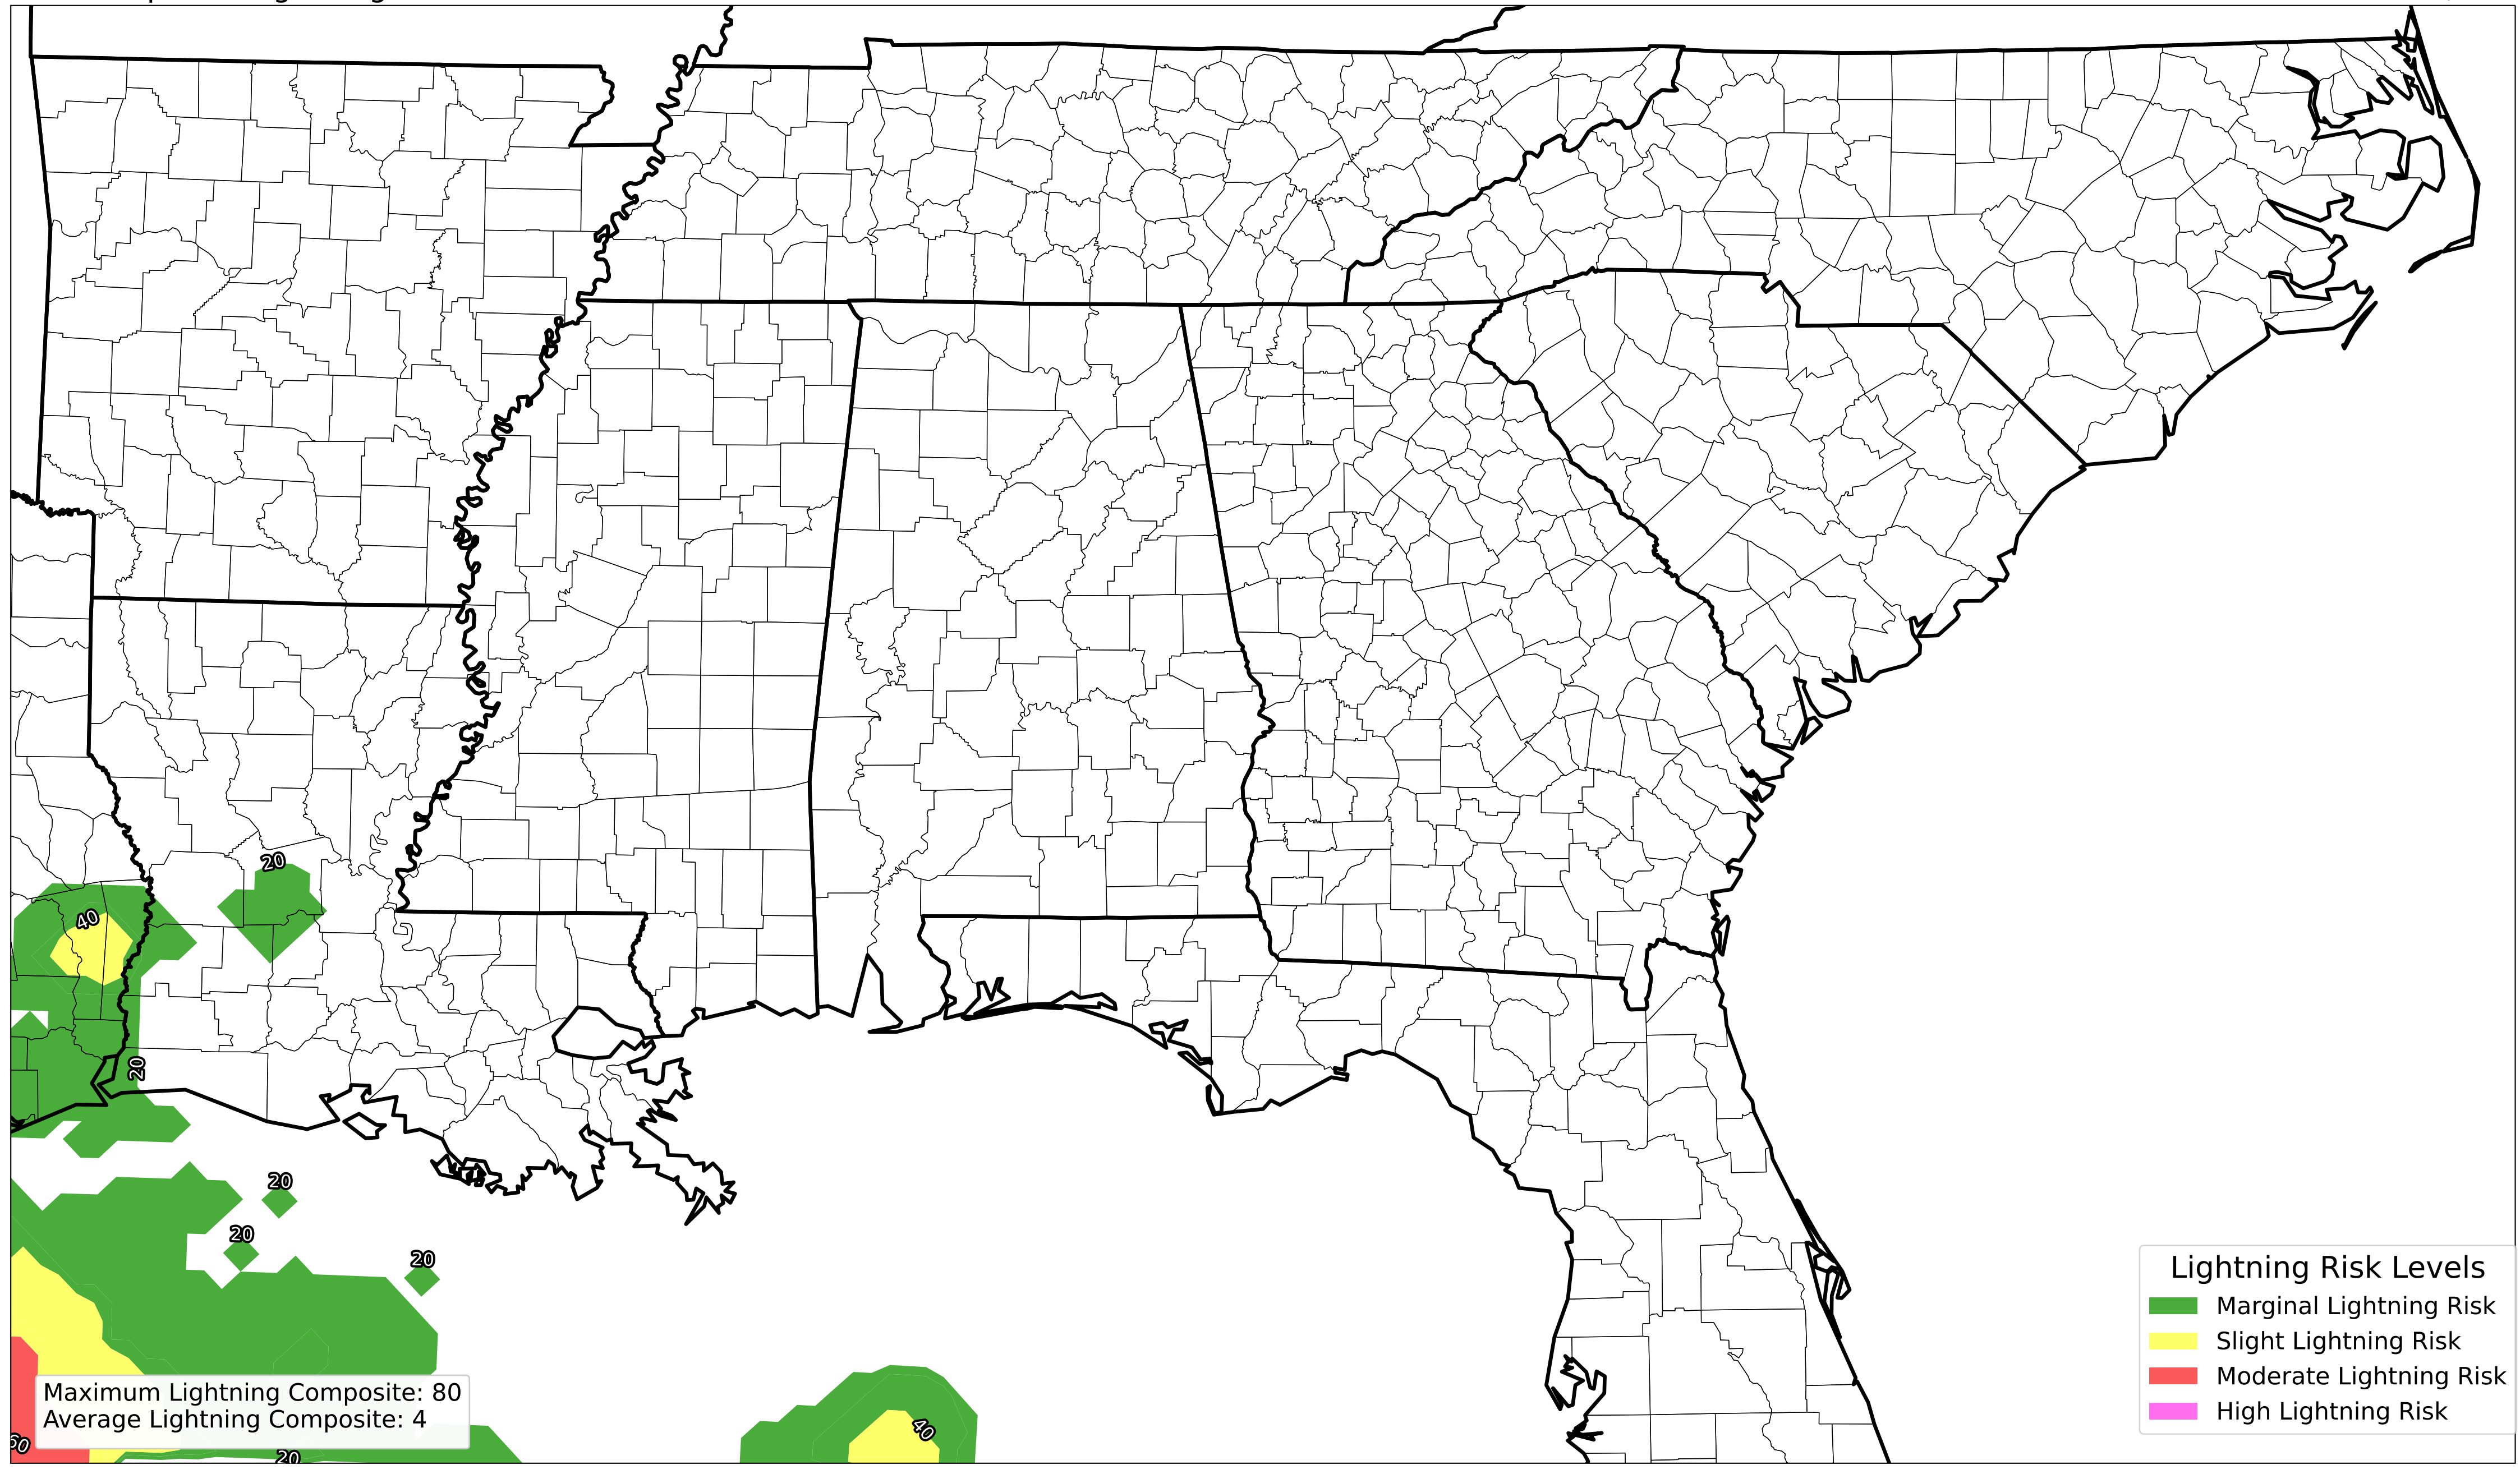 20
40
20
20
20
20
40
60
20
Maximum Lightning Composite: 80
Average Lightning Composite: 4
Lightning Risk Levels
Marginal Lightning Risk
Slight Lightning Risk
Moderate Lightning Risk
High Lightning Risk